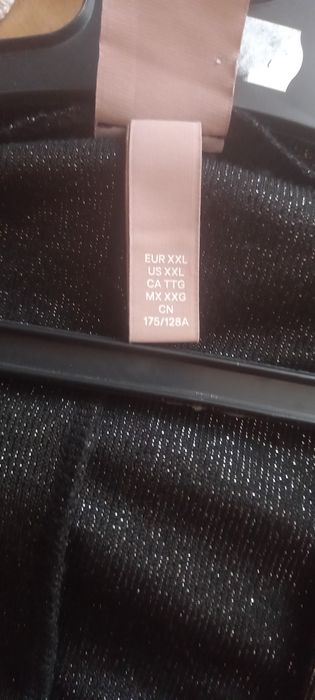 EUR XXL
US XXL
CA TTG
MX XXG
CN
175/128A